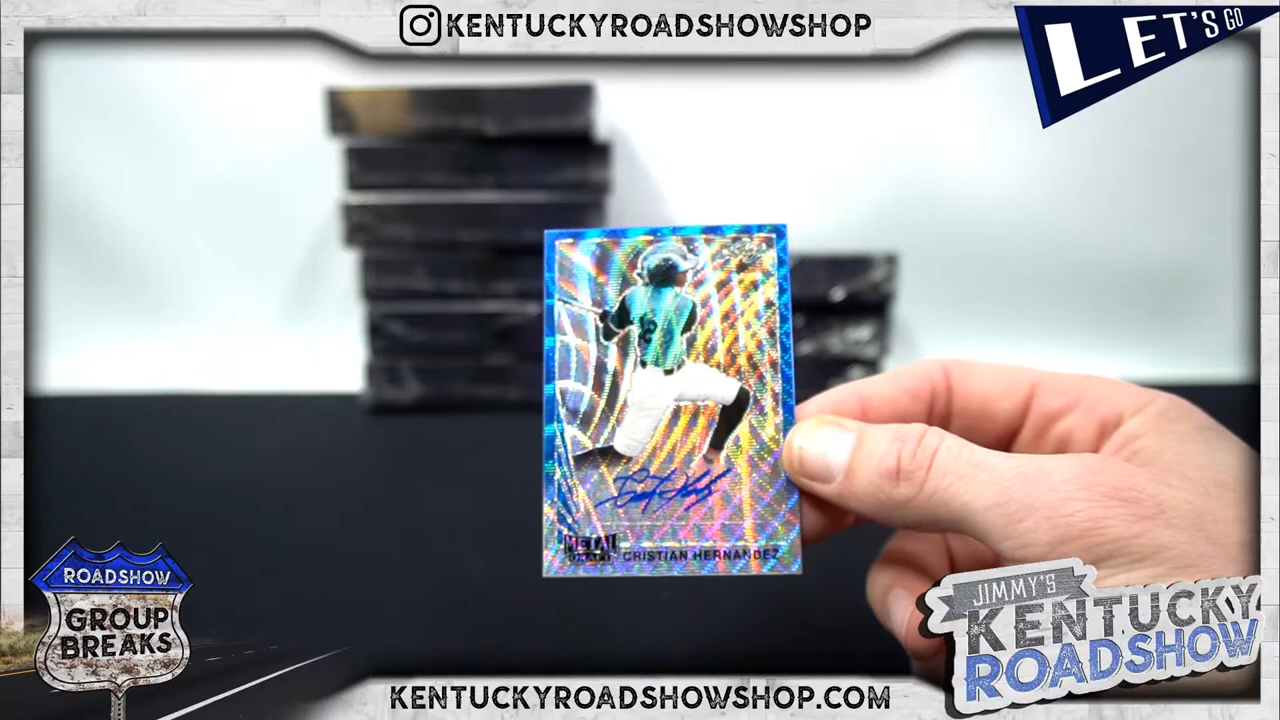 KENTUCKYROADSHOWSHOP
LET'S GO
METAL
CRISTIAN HERNANDEZ
ROADSHOW
GROUP
BREAKS
JIMMY'S
KENTUCKY
ROADSHOW
KENTUCKYROADSHOWSHOP.COM